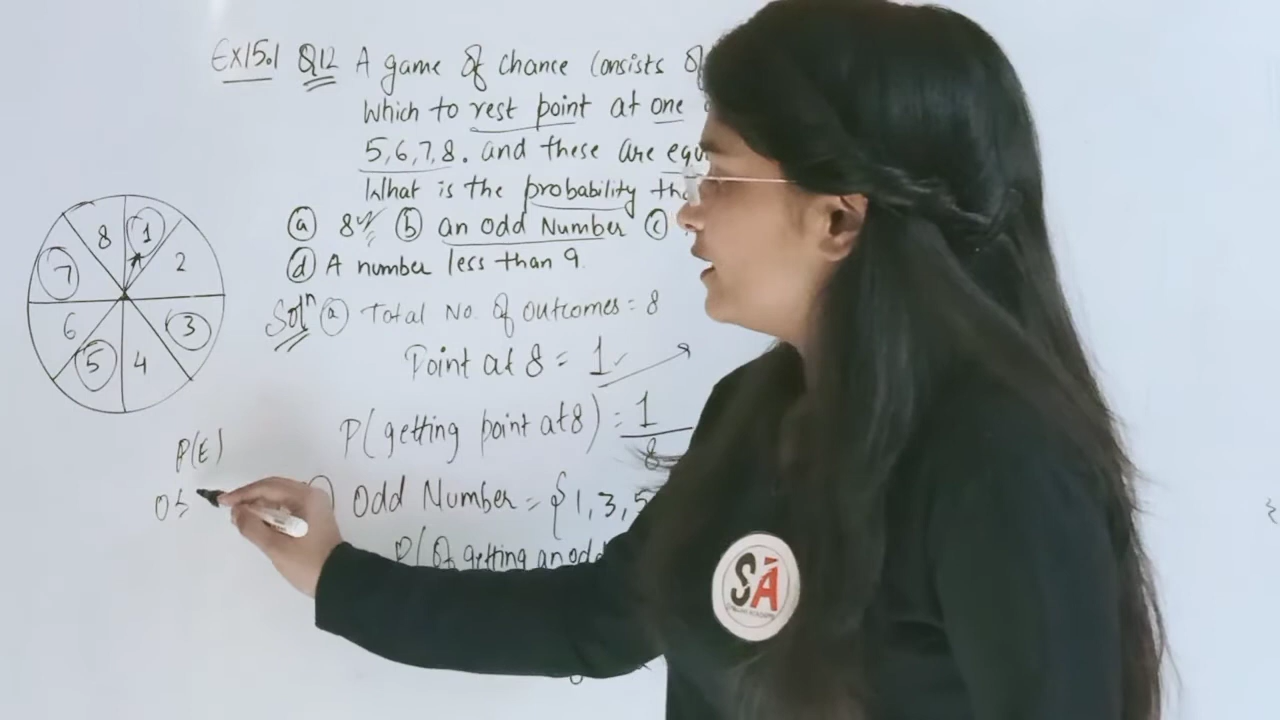 Ex15.1 Q12 A game of chance consists of
which to rest point at one
5,6,7,8. and these are equ
What is the probability tha
(a) 8 (b) an odd Number (c)
(d) A number less than 9.
Solⁿ (a) Total No. of outcomes = 8
Point at 8 = 1
P(getting point at 8) = 1/8
Odd Number = {1, 3, 5
P(of getting an odd
8 1
7 2
6 3
5 4
P(E)
0≤
SA